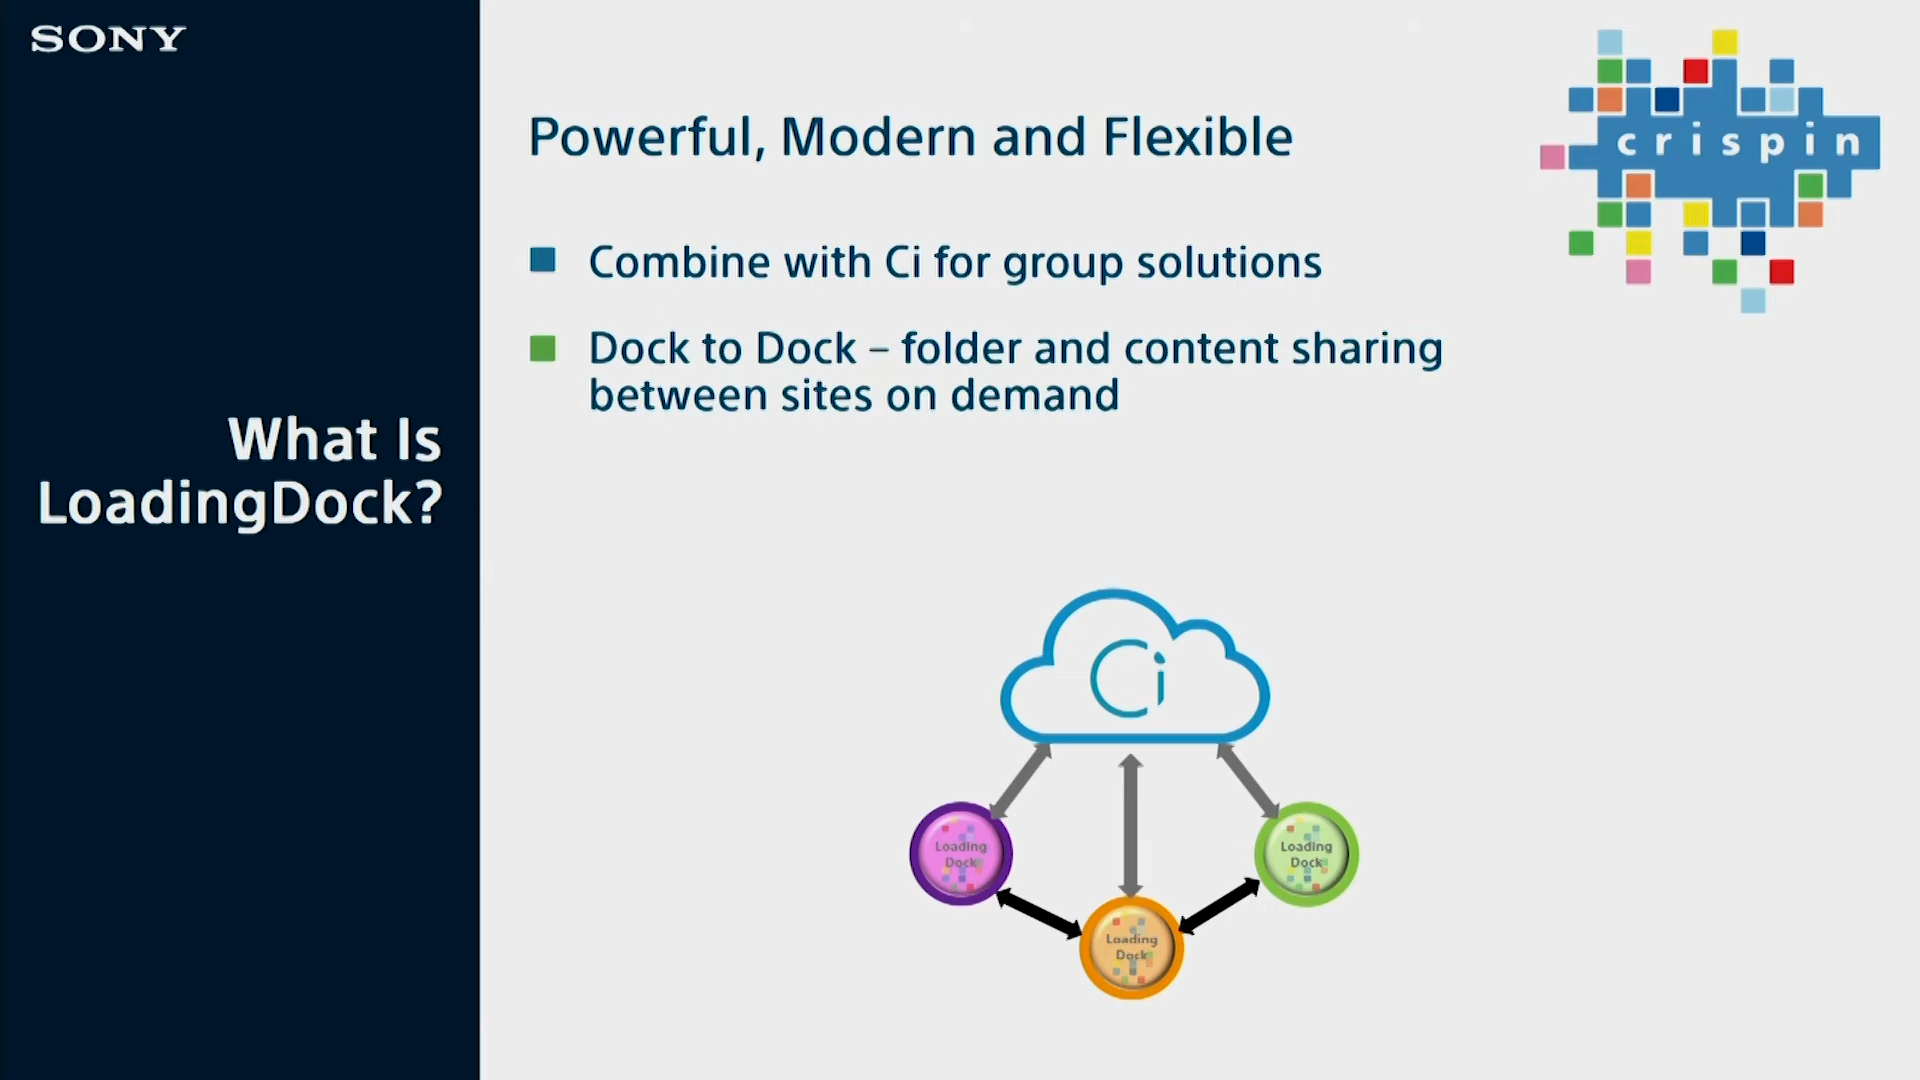 SONY
crispin
What Is
LoadingDock?
Powerful, Modern and Flexible
Combine with Ci for group solutions
Dock to Dock – folder and content sharing
between sites on demand
Ci
Loading
Dock
Loading
Dock
Loading
Dock